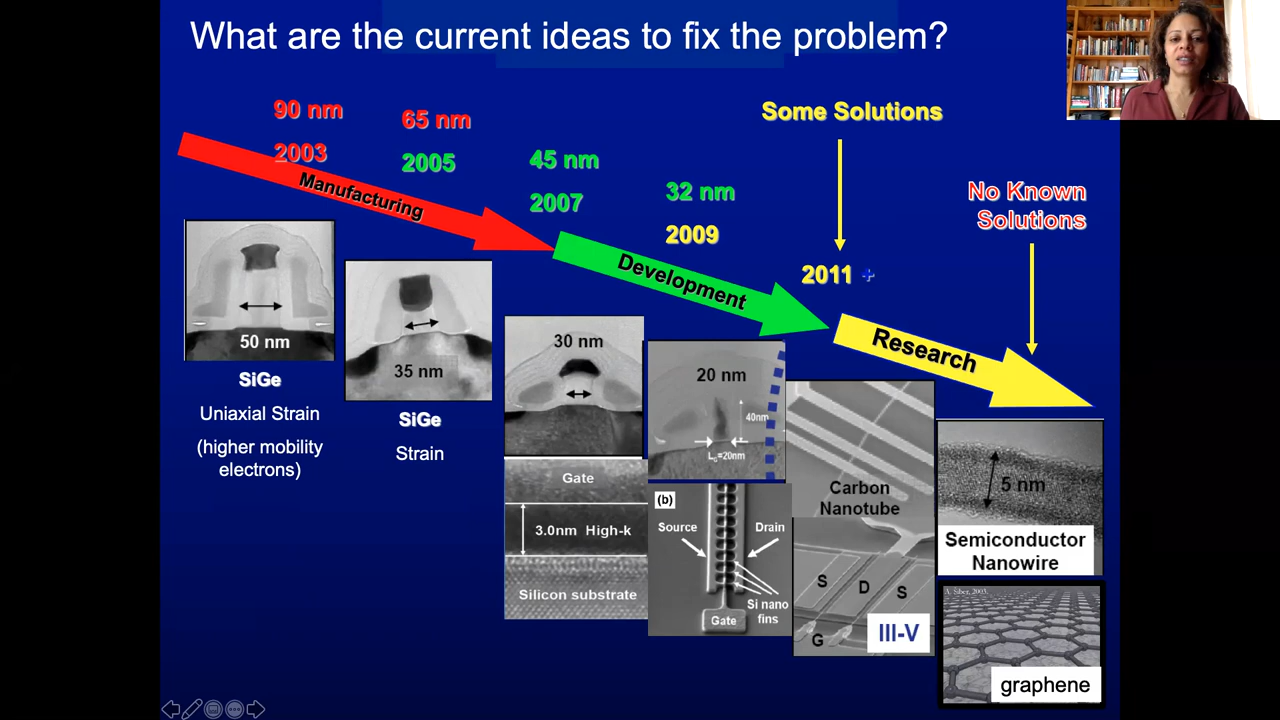 What are the current ideas to fix the problem?
90 nm
2003
65 nm
2005
45 nm
2007
32 nm
2009
Some Solutions
2011 +
No Known
Solutions
Manufacturing
Development
Research
50 nm
SiGe
Uniaxial Strain
(higher mobility
electrons)
35 nm
SiGe
Strain
30 nm
Gate
3.0nm High-k
Silicon substrate
20 nm
40nm
(b)
Source
Drain
Si nano
fins
Gate
Carbon
Nanotube
S
D
S
G
III-V
5 nm
Semiconductor
Nanowire
A. Siber, 2003.
graphene